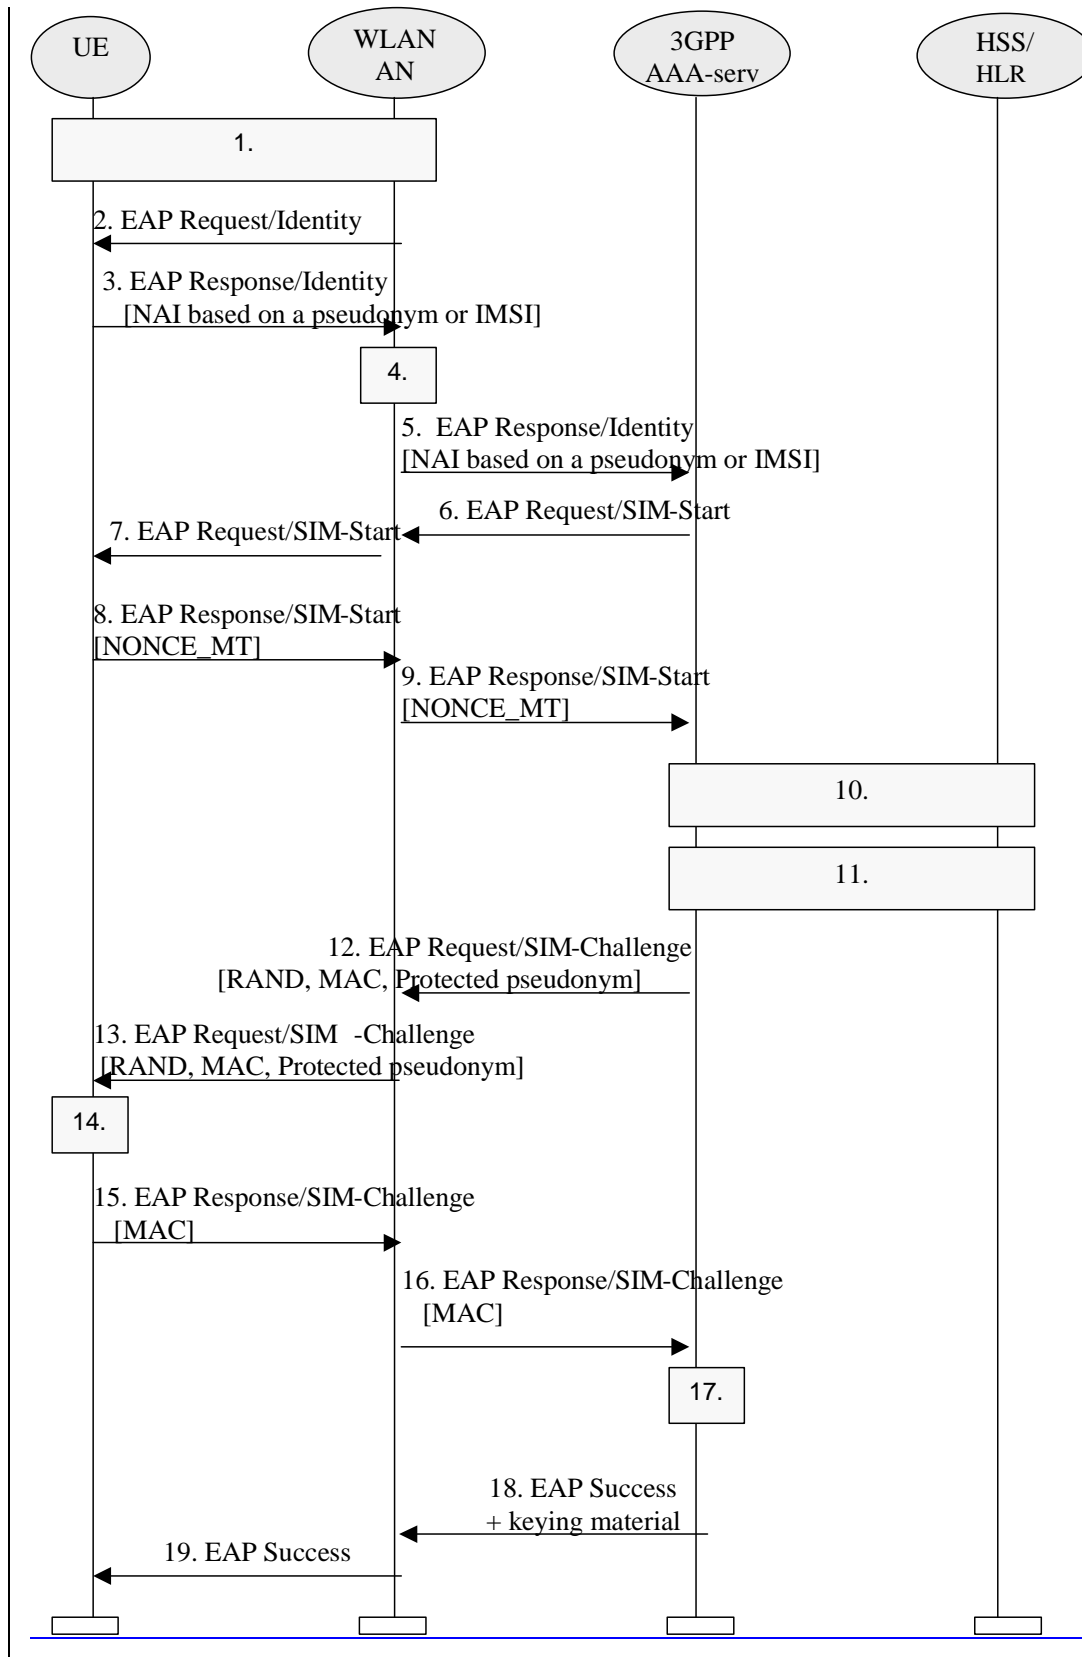 UE
WLAN
AN
3GPP
AAA-serv
HSS/
HLR
1.
2. EAP Request/Identity
3. EAP Response/Identity
[NAI based on a pseudonym or IMSI]
4.
5. EAP Response/Identity
[NAI based on a pseudonym or IMSI]
6. EAP Request/SIM-Start
7. EAP Request/SIM-Start
8. EAP Response/SIM-Start
[NONCE_MT]
9. EAP Response/SIM-Start
[NONCE_MT]
10.
11.
12. EAP Request/SIM-Challenge
[RAND, MAC, Protected pseudonym]
13. EAP Request/SIM -Challenge
[RAND, MAC, Protected pseudonym]
14.
15. EAP Response/SIM-Challenge
[MAC]
16. EAP Response/SIM-Challenge
[MAC]
17.
18. EAP Success
+ keying material
19. EAP Success